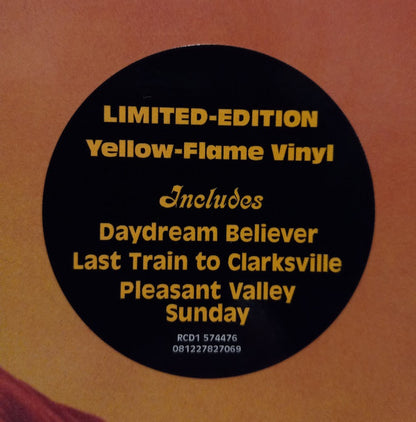 LIMITED-EDITION
Yellow-Flame Vinyl
Includes
Daydream Believer
Last Train to Clarksville
Pleasant Valley
Sunday
RCD1 574476
081227827069